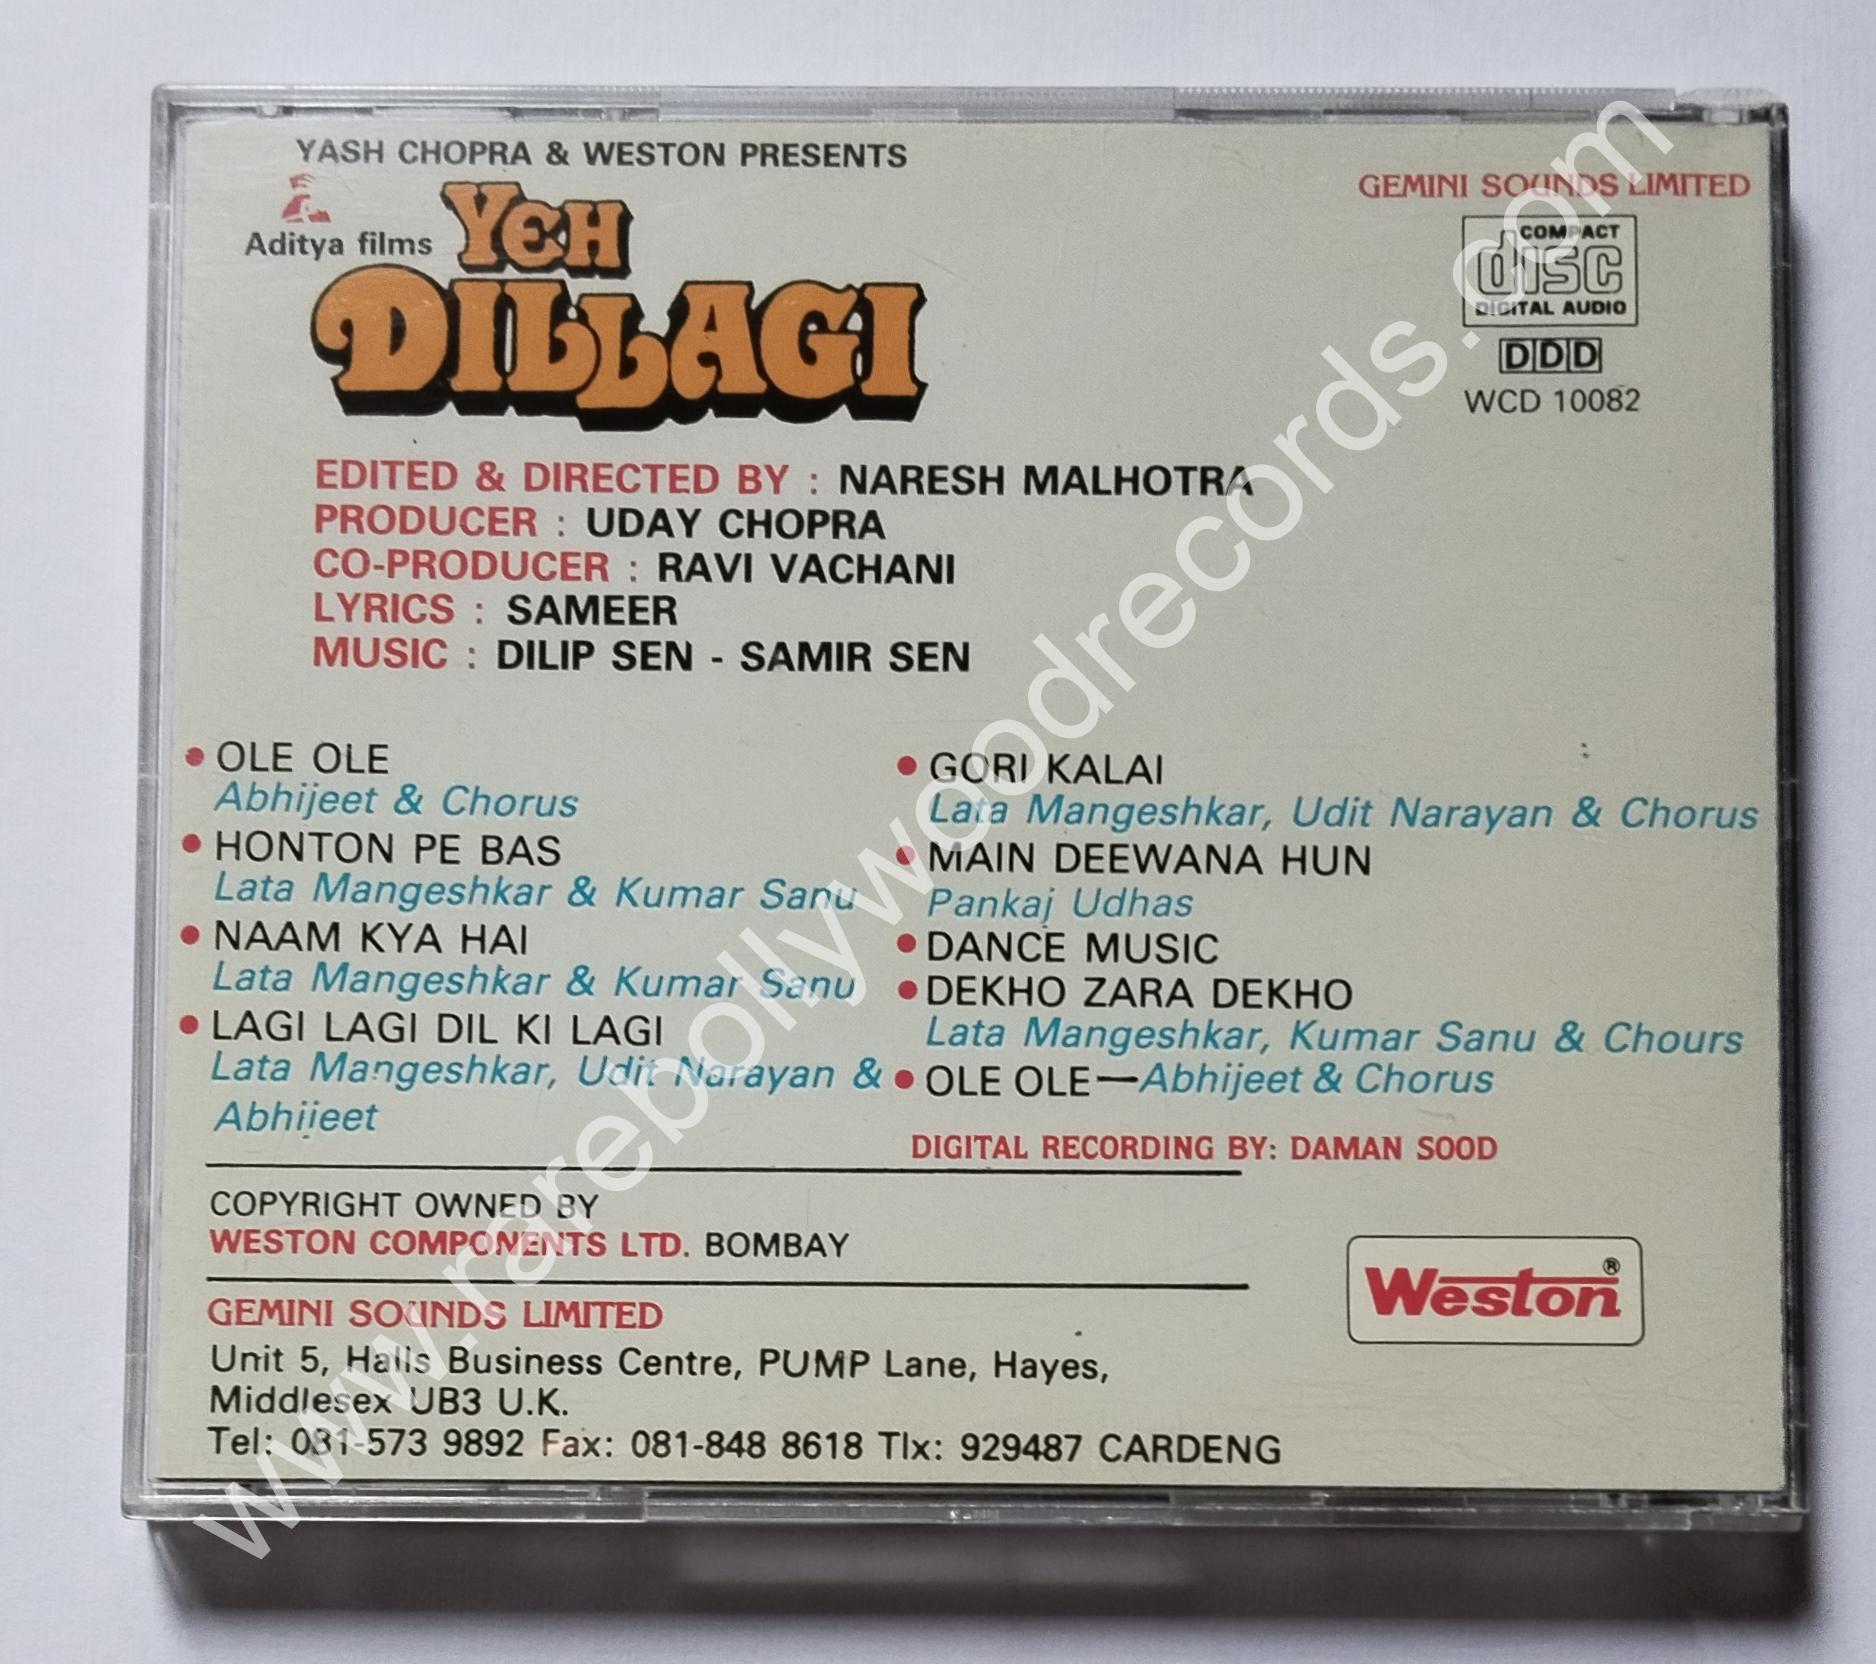 YASH CHOPRA & WESTON PRESENTS
Aditya films
YEH
DILLAGI
GEMINI SOUNDS LIMITED
COMPACT
disc
DIGITAL AUDIO
DDD
WCD 10082
EDITED & DIRECTED BY : NARESH MALHOTRA
PRODUCER : UDAY CHOPRA
CO-PRODUCER : RAVI VACHANI
LYRICS : SAMEER
MUSIC : DILIP SEN - SAMIR SEN
• OLE OLE
Abhijeet & Chorus
• HONTON PE BAS
Lata Mangeshkar & Kumar Sanu
• NAAM KYA HAI
Lata Mangeshkar & Kumar Sanu
• LAGI LAGI DIL KI LAGI
Lata Mangeshkar, Udit Narayan &
Abhijeet
• GORI KALAI
Lata Mangeshkar, Udit Narayan & Chorus
• MAIN DEEWANA HUN
Pankaj Udhas
• DANCE MUSIC
• DEKHO ZARA DEKHO
Lata Mangeshkar, Kumar Sanu & Chours
• OLE OLE—Abhijeet & Chorus
DIGITAL RECORDING BY: DAMAN SOOD
COPYRIGHT OWNED BY
WESTON COMPONENTS LTD. BOMBAY
GEMINI SOUNDS LIMITED
Unit 5, Halls Business Centre, PUMP Lane, Hayes,
Middlesex UB3 U.K.
Tel: 081-573 9892 Fax: 081-848 8618 Tlx: 929487 CARDENG
Weston ®
www.rarebollywoodrecords.com